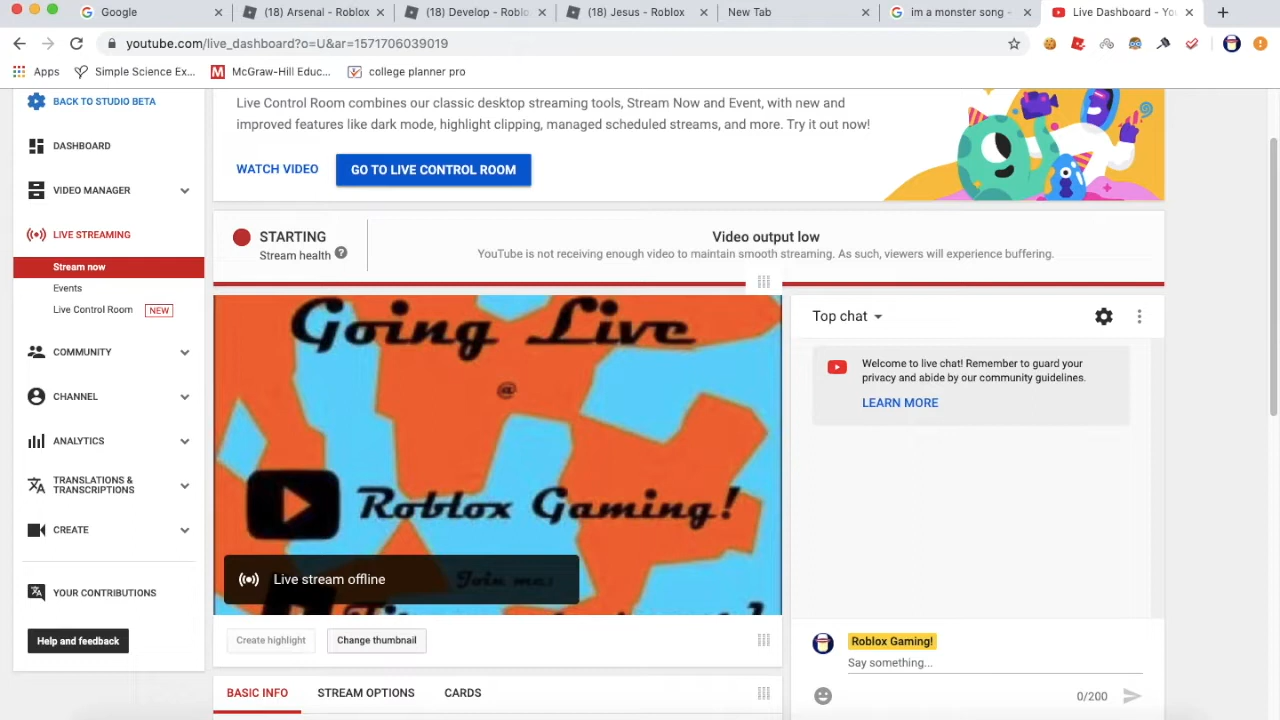 Google
(18) Arsenal - Roblox
(18) Develop - Roblo
(18) Jesus - Roblox
New Tab
im a monster song -
Live Dashboard - You
youtube.com/live_dashboard?o=U&ar=1571706039019
Apps
Simple Science Ex...
McGraw-Hill Educ...
college planner pro
BACK TO STUDIO BETA
DASHBOARD
VIDEO MANAGER
LIVE STREAMING
Stream now
Events
Live Control Room NEW
COMMUNITY
CHANNEL
ANALYTICS
TRANSLATIONS &
TRANSCRIPTIONS
CREATE
YOUR CONTRIBUTIONS
Help and feedback
Live Control Room combines our classic desktop streaming tools, Stream Now and Event, with new and
improved features like dark mode, highlight clipping, managed scheduled streams, and more. Try it out now!
WATCH VIDEO
GO TO LIVE CONTROL ROOM
STARTING
Stream health ?
Video output low
YouTube is not receiving enough video to maintain smooth streaming. As such, viewers will experience buffering.
Going Live
@
Roblox Gaming!
Join me:
Live stream offline
Create highlight
Change thumbnail
BASIC INFO
STREAM OPTIONS
CARDS
Top chat
Welcome to live chat! Remember to guard your
privacy and abide by our community guidelines.
LEARN MORE
Roblox Gaming!
Say something...
0/200